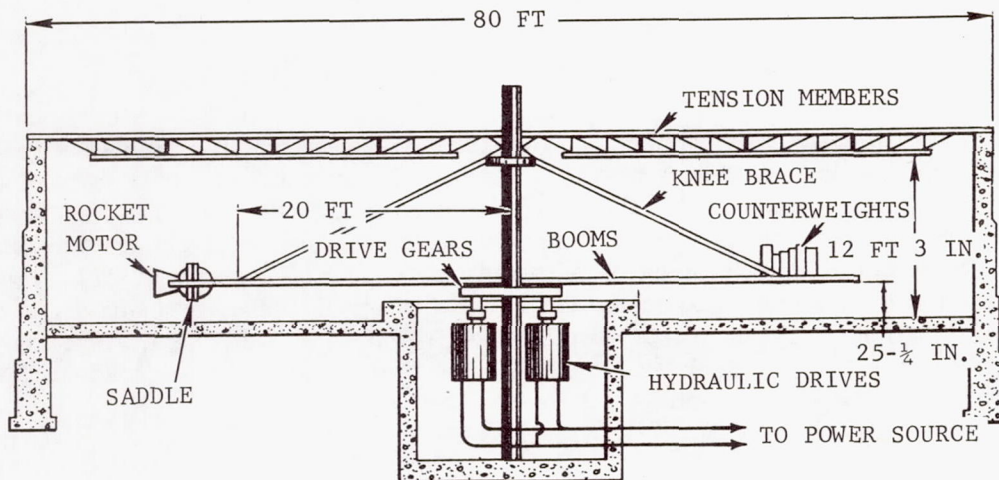 80 FT
TENSION MEMBERS
KNEE BRACE
ROCKET
MOTOR
20 FT
COUNTERWEIGHTS
DRIVE GEARS
BOOMS
12 FT 3 IN
25-¼ IN.
SADDLE
HYDRAULIC DRIVES
TO POWER SOURCE